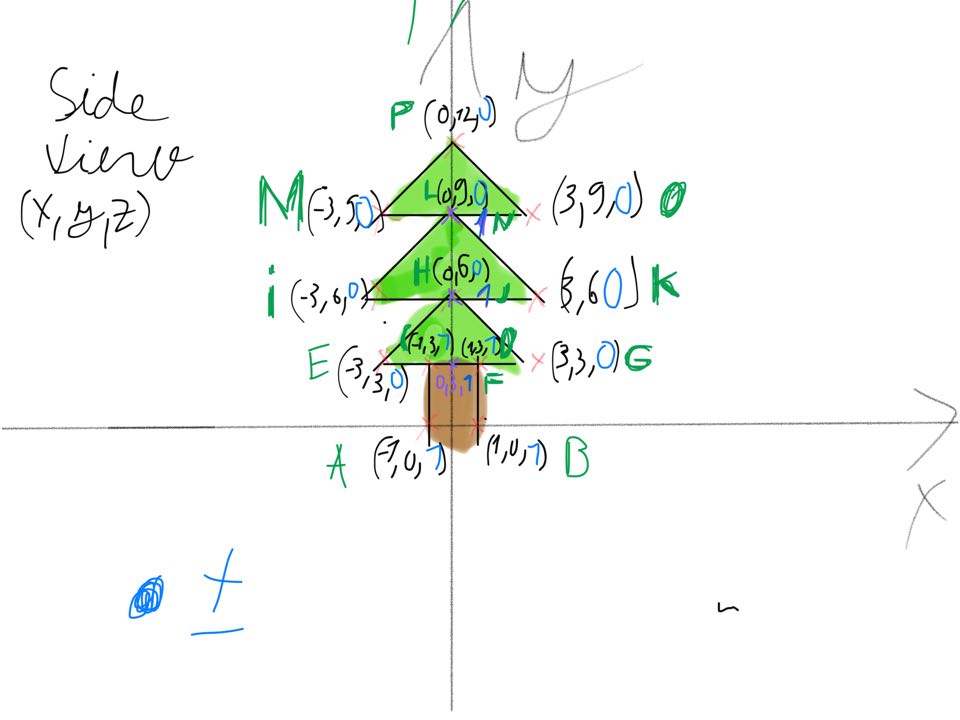 y
Side
View
(x, y, z)
P (0,12,0)
M (-3,9,0) L (0,9,0) 1 N (3,9,0) O
i (-3,6,0) H (0,6,0) 1 J (3,6 0) K
(-1,3,1) (1,3,1) D
E (-3,3,0) 0,3,1 F (3,3,0) G
A (-1,0,1) (1,0,1) B
x
±